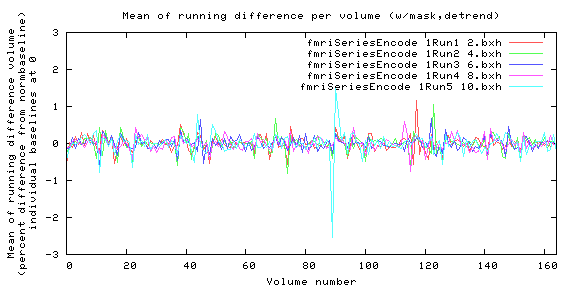 Mean of running difference per volume (w/mask,detrend)
Mean of running difference volume
(percent difference from normbaseline)
individual baselines at 0
3
2
1
0
-1
-2
-3
fmriSeriesEncode 1Run1 2.bxh
fmriSeriesEncode 1Run2 4.bxh
fmriSeriesEncode 1Run3 6.bxh
fmriSeriesEncode 1Run4 8.bxh
fmriSeriesEncode 1Run5 10.bxh
0 20 40 60 80 100 120 140 160
Volume number